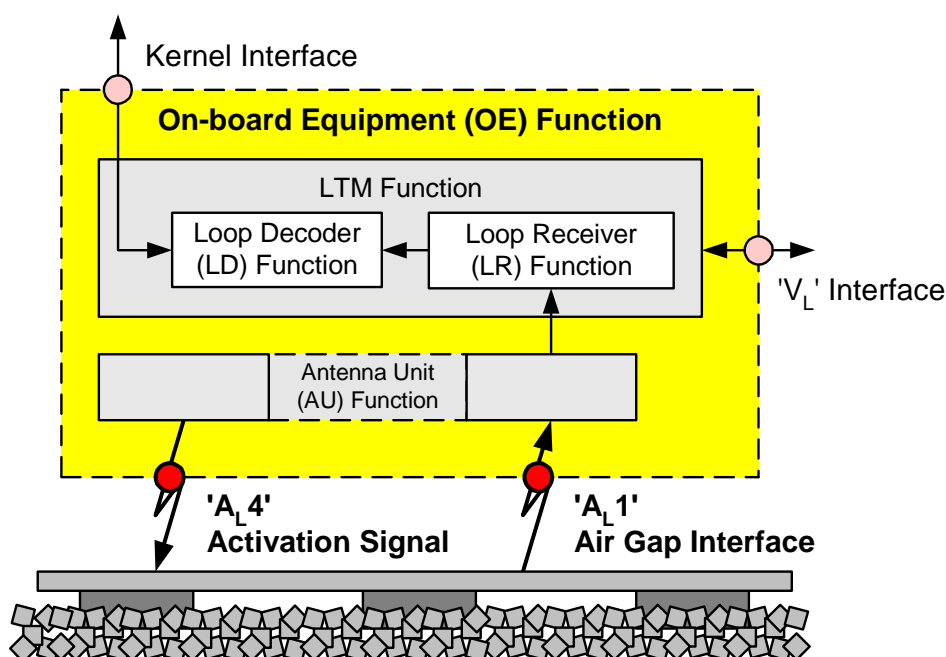 Kernel Interface
On-board Equipment (OE) Function
LTM Function
Loop Decoder
(LD) Function
Loop Receiver
(LR) Function
'VL' Interface
Antenna Unit
(AU) Function
'AL4'
Activation Signal
'AL1'
Air Gap Interface